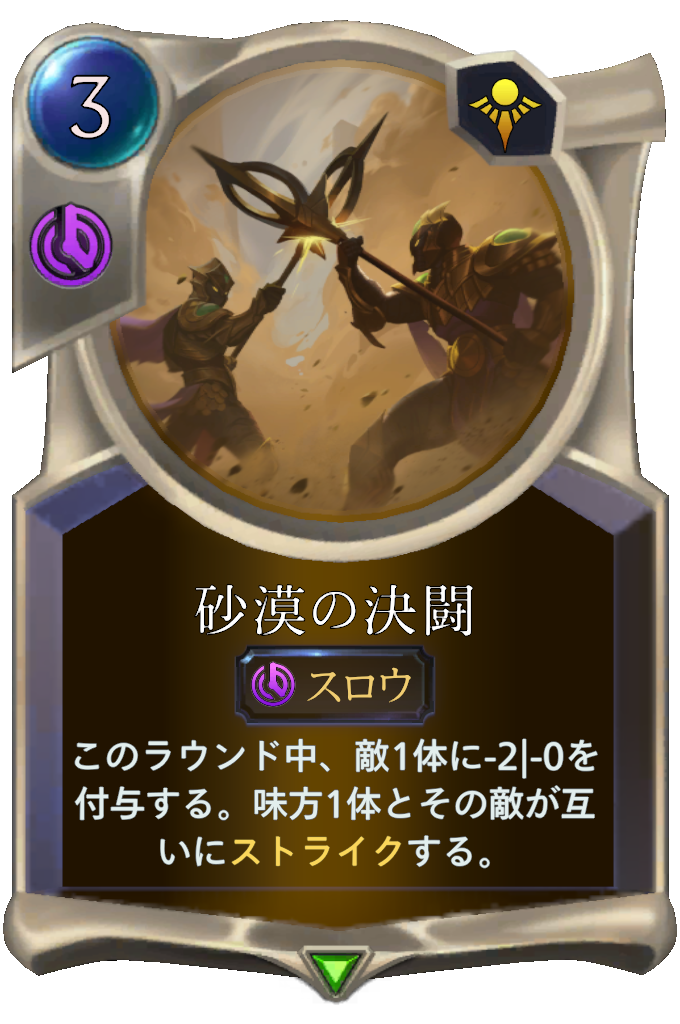 3
砂漠の決闘
スロウ
このラウンド中、敵1体に-2|-0を
付与する。味方1体とその敵が互
いにストライクする。